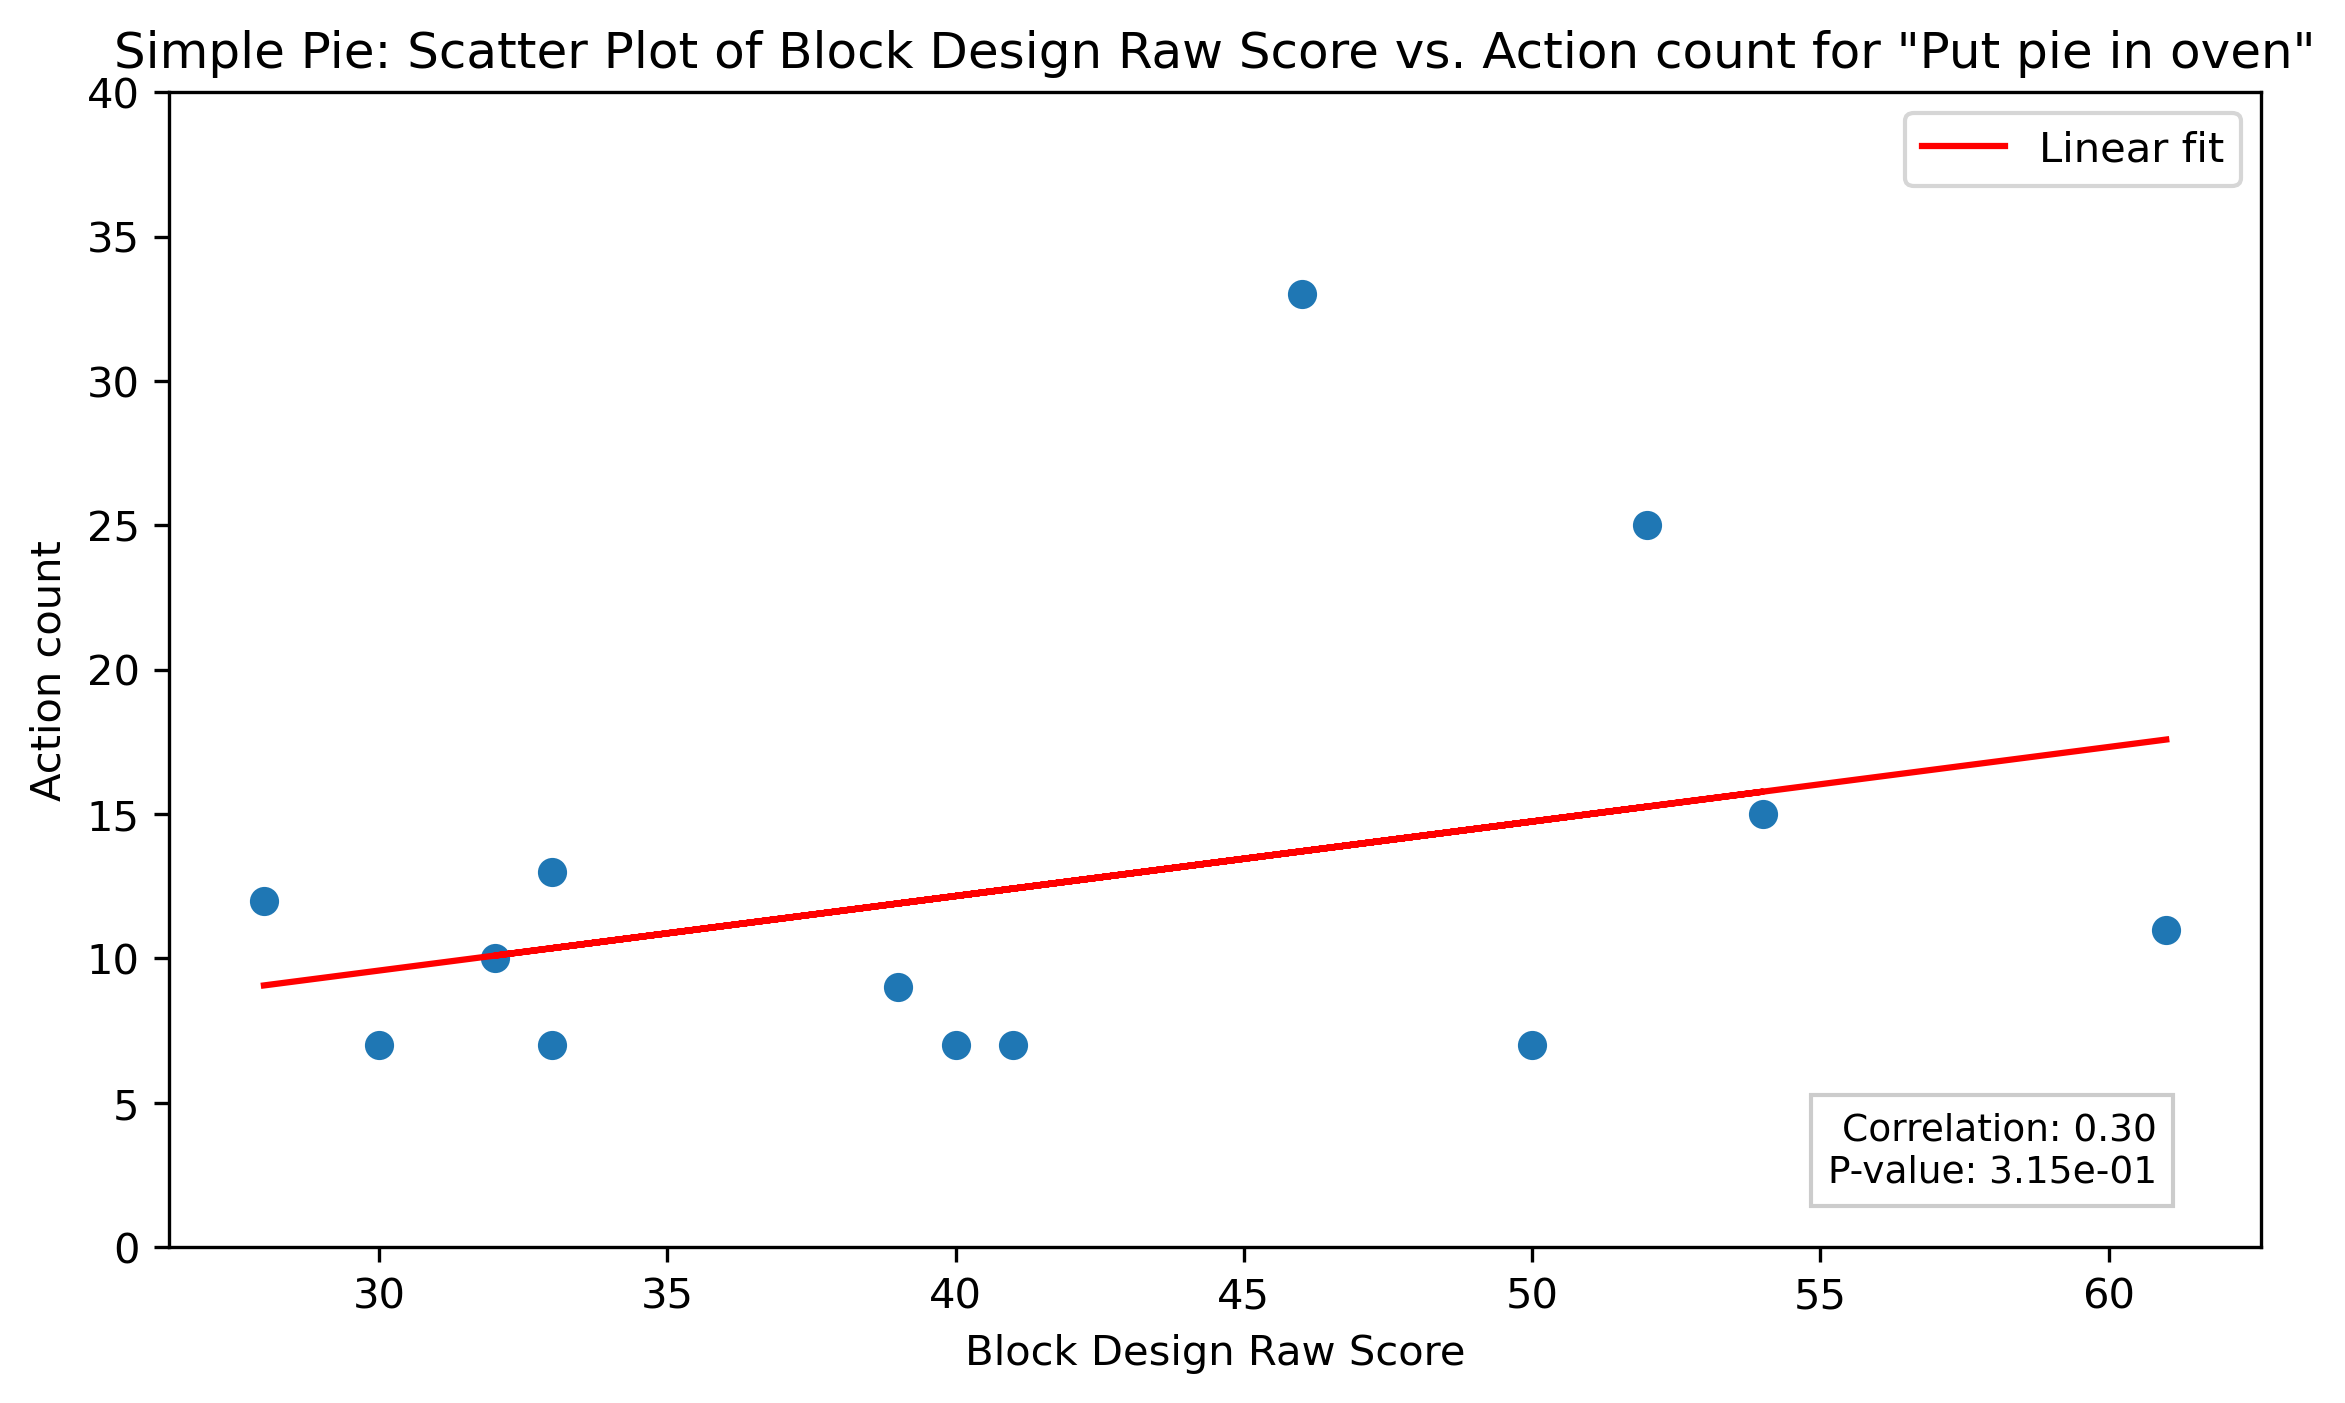 Simple Pie: Scatter Plot of Block Design Raw Score vs. Action count for "Put pie in oven"
40
35
30
25
20
15
10
5
0
Action count
Linear fit
Correlation: 0.30
P-value: 3.15e-01
30
35
40
45
50
55
60
Block Design Raw Score